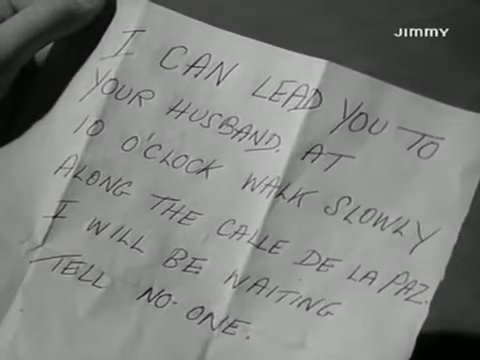 JIMMY
I CAN LEAD YOU TO
YOUR HUSBAND. AT
10 O'CLOCK WALK SLOWLY
ALONG THE CALLE DE LA PAZ.
I WILL BE WAITING
TELL NO-ONE.